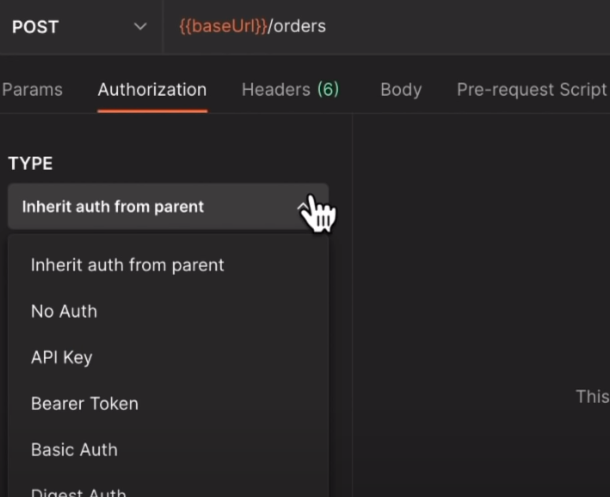 POST {{baseUrl}}/orders
Params Authorization Headers (6) Body Pre-request Script
TYPE
Inherit auth from parent
Inherit auth from parent
No Auth
API Key
This
Bearer Token
Basic Auth
Digest Auth